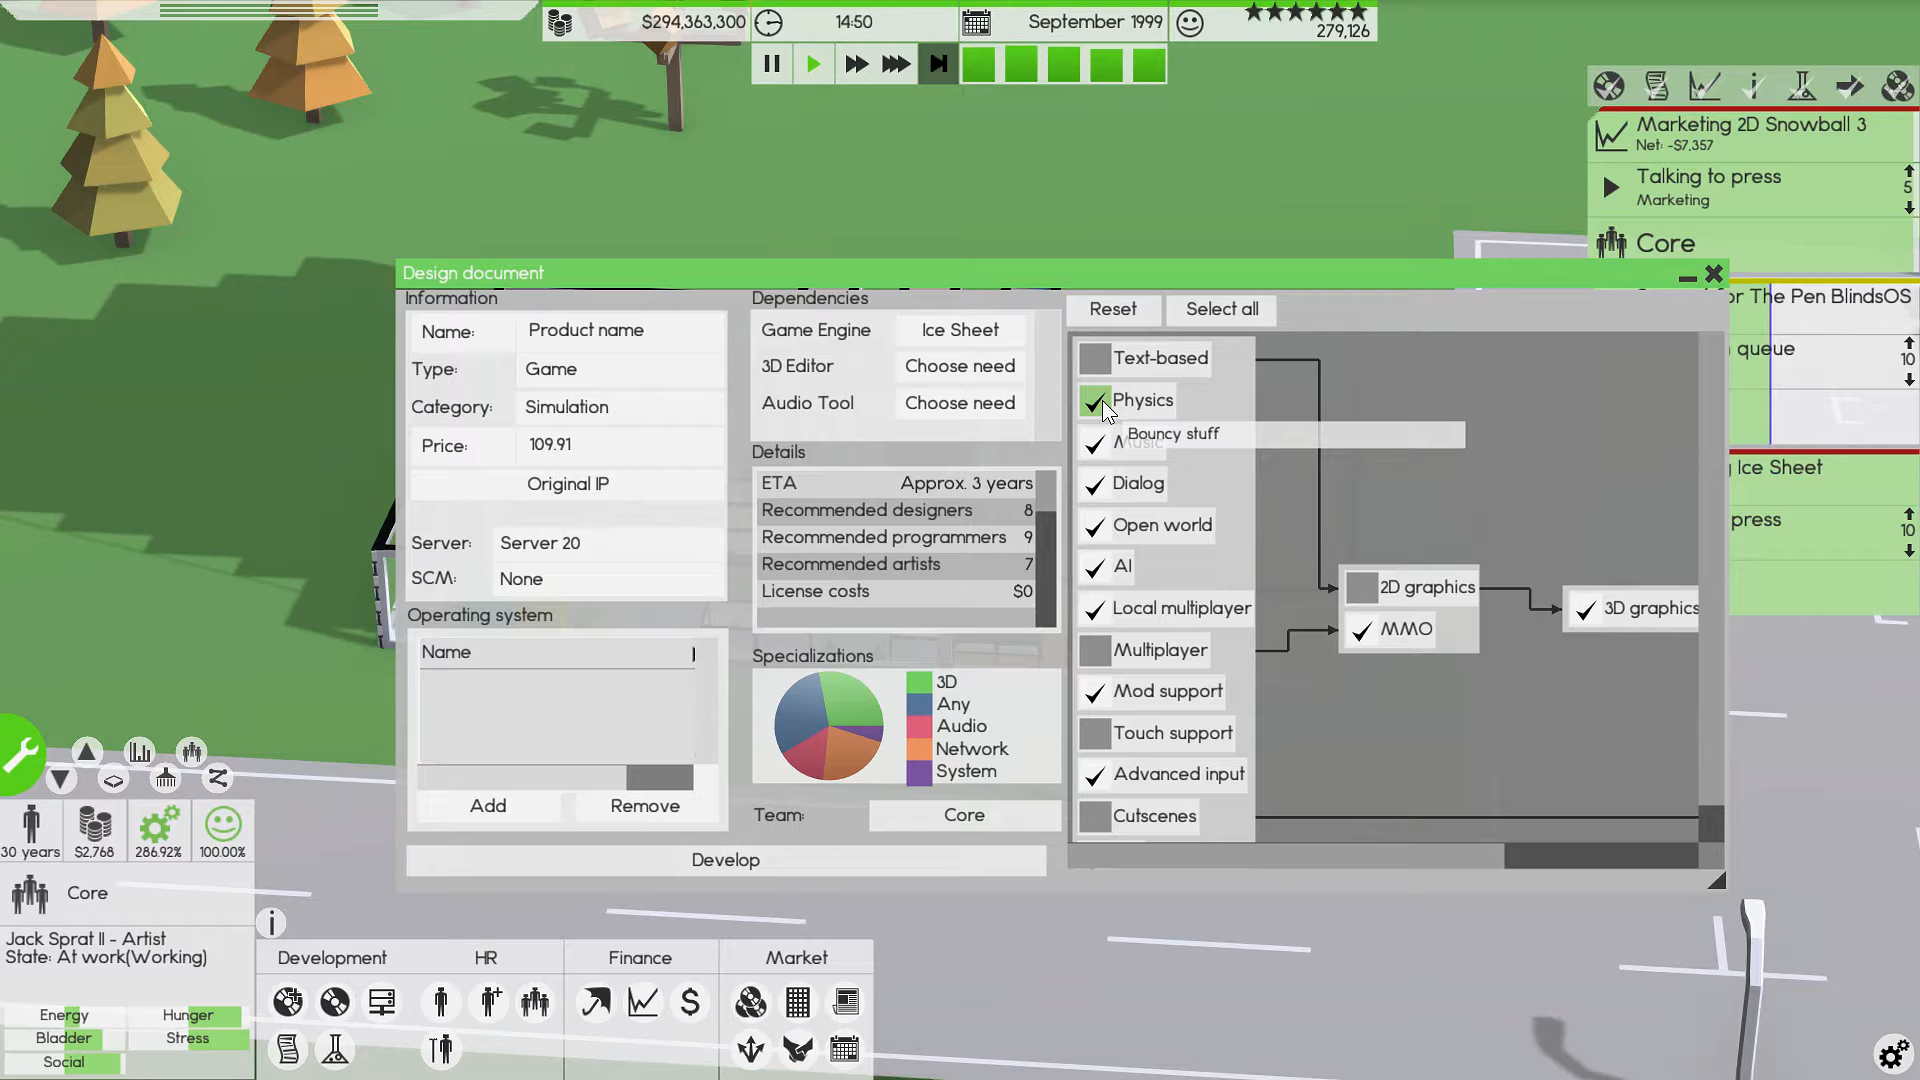 $294,363,300
14:50
September 1999
279,126
Marketing 2D Snowball 3
Net: -$7,357
Talking to press
Marketing
5
Core
Design document
Information
Name: Product name
Type: Game
Category: Simulation
Price: 109.91
Original IP
Server: Server 20
SCM: None
Operating system
Name
Add
Remove
Develop
Dependencies
Game Engine Ice Sheet
3D Editor Choose need
Audio Tool Choose need
Details
ETA Approx. 3 years
Recommended designers 8
Recommended programmers 9
Recommended artists 7
License costs $0
Specializations
3D
Any
Audio
Network
System
Team: Core
Reset
Select all
Text-based
Physics
Bouncy stuff
Music
Dialog
Open world
AI
Local multiplayer
Multiplayer
Mod support
Touch support
Advanced input
Cutscenes
2D graphics
MMO
3D graphics
or The Pen BlindsOS
queue
10
Ice Sheet
press
10
30 years
$2,768
286.92%
100.00%
Core
Jack Sprat II - Artist
State: At work(Working)
Energy
Hunger
Bladder
Stress
Social
Development
HR
Finance
Market